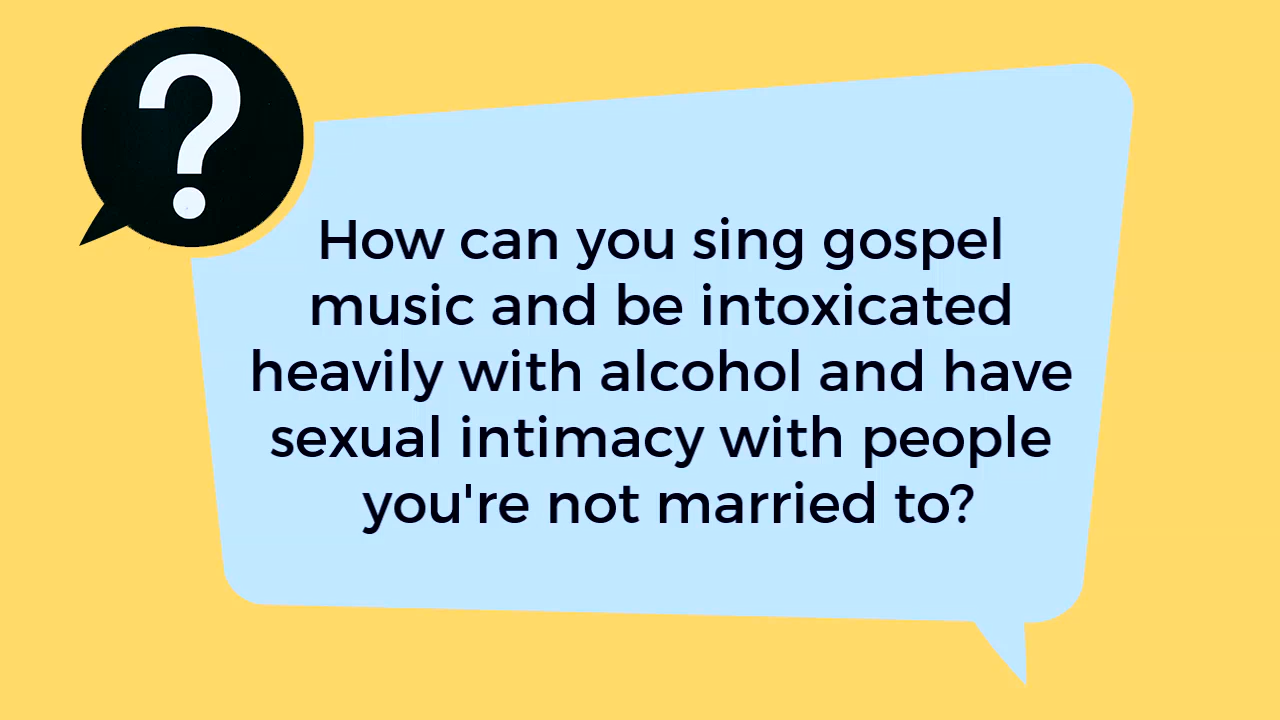 ?
How can you sing gospel
music and be intoxicated
heavily with alcohol and have
sexual intimacy with people
you're not married to?